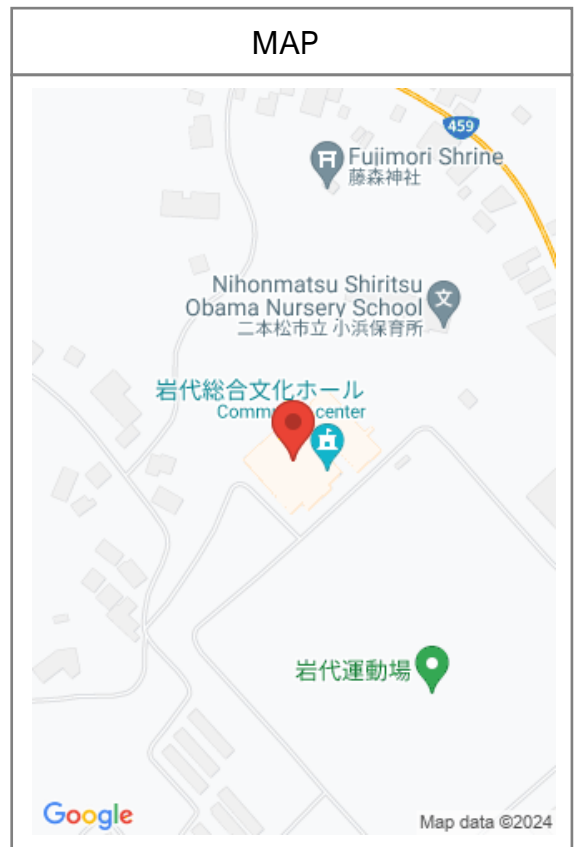 MAP
459
Fujimori Shrine
藤森神社
Nihonmatsu Shiritsu
Obama Nursery School
文
二本松市立 小浜保育所
岩代総合文化ホール
center
岩代運動場
Google
Map data ©2024